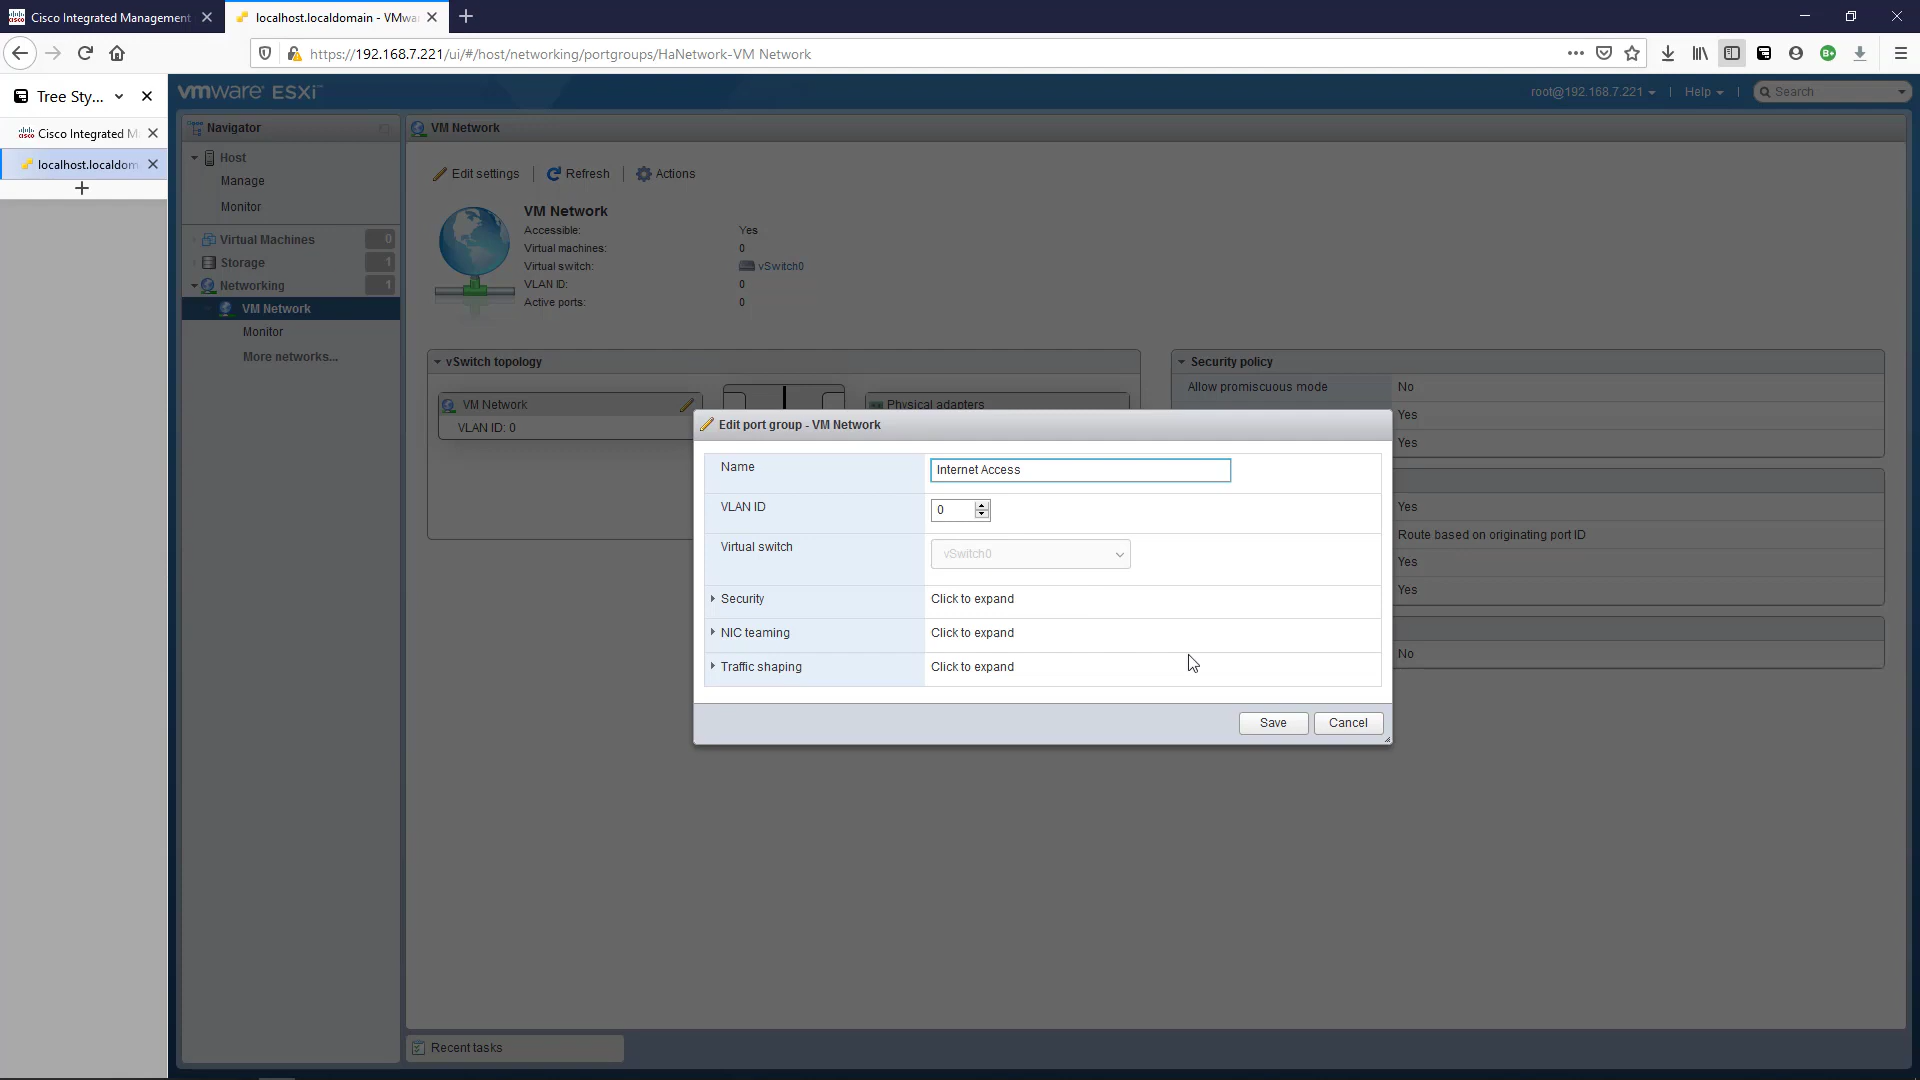 Cisco Integrated Management
localhost.localdomain - VMwa
https://192.168.7.221/ui/#/host/networking/portgroups/HaNetwork-VM Network
Tree Sty...
Cisco Integrated M
localhost.localdom
vmware ESXi™
root@192.168.7.221
Help
Search
Navigator
Host
Manage
Monitor
Virtual Machines 0
Storage 1
Networking 1
VM Network
Monitor
More networks...
VM Network
Edit settings
Refresh
Actions
VM Network
Accessible: Yes
Virtual machines: 0
Virtual switch: vSwitch0
VLAN ID: 0
Active ports: 0
vSwitch topology
VM Network
VLAN ID: 0
Physical adapters
Security policy
Allow promiscuous mode No
Yes
Yes
Yes
Route based on originating port ID
Yes
Yes
No
Edit port group - VM Network
Name Internet Access
VLAN ID 0
Virtual switch vSwitch0
Security Click to expand
NIC teaming Click to expand
Traffic shaping Click to expand
Save
Cancel
Recent tasks